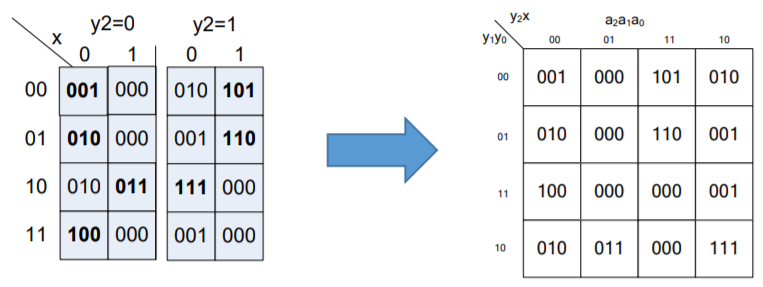 y2=0 y2=1
x 0 1 0 1
00 001 000 010 101
01 010 000 001 110
10 010 011 111 000
11 100 000 001 000
y₂x a₂a₁a₀
y₁y₀ 00 01 11 10
00 001 000 101 010
01 010 000 110 001
11 100 000 000 001
10 010 011 000 111